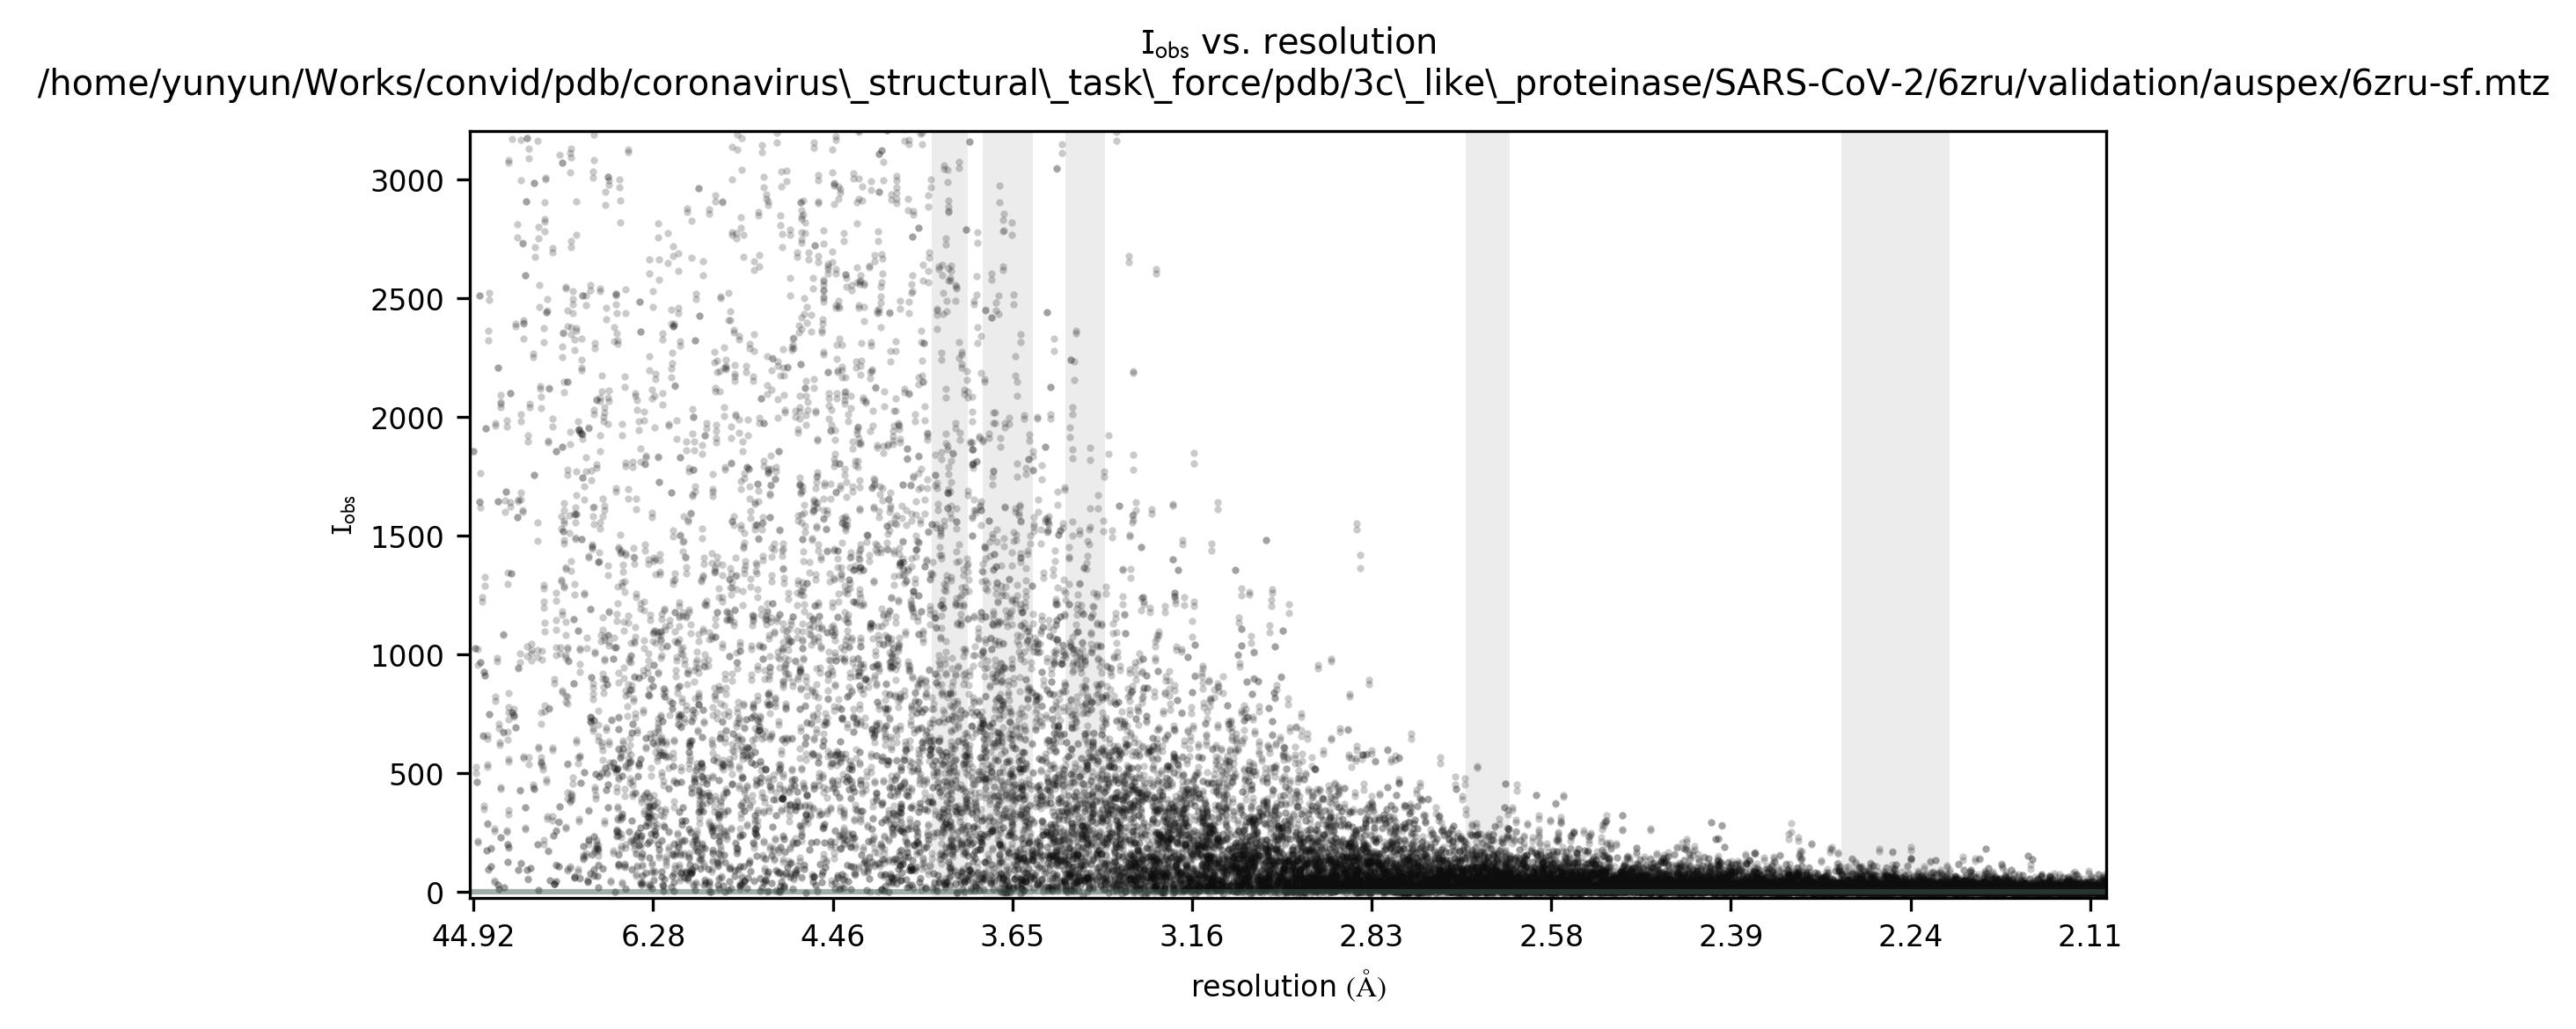 I_obs vs. resolution
/home/yunyun/Works/convid/pdb/coronavirus\_structural\_task\_force/pdb/3c\_like\_proteinase/SARS-CoV-2/6zru/validation/auspex/6zru-sf.mtz
3000
2500
2000
1500
1000
500
0
I_obs
44.92 6.28 4.46 3.65 3.16 2.83 2.58 2.39 2.24 2.11
resolution (Å)